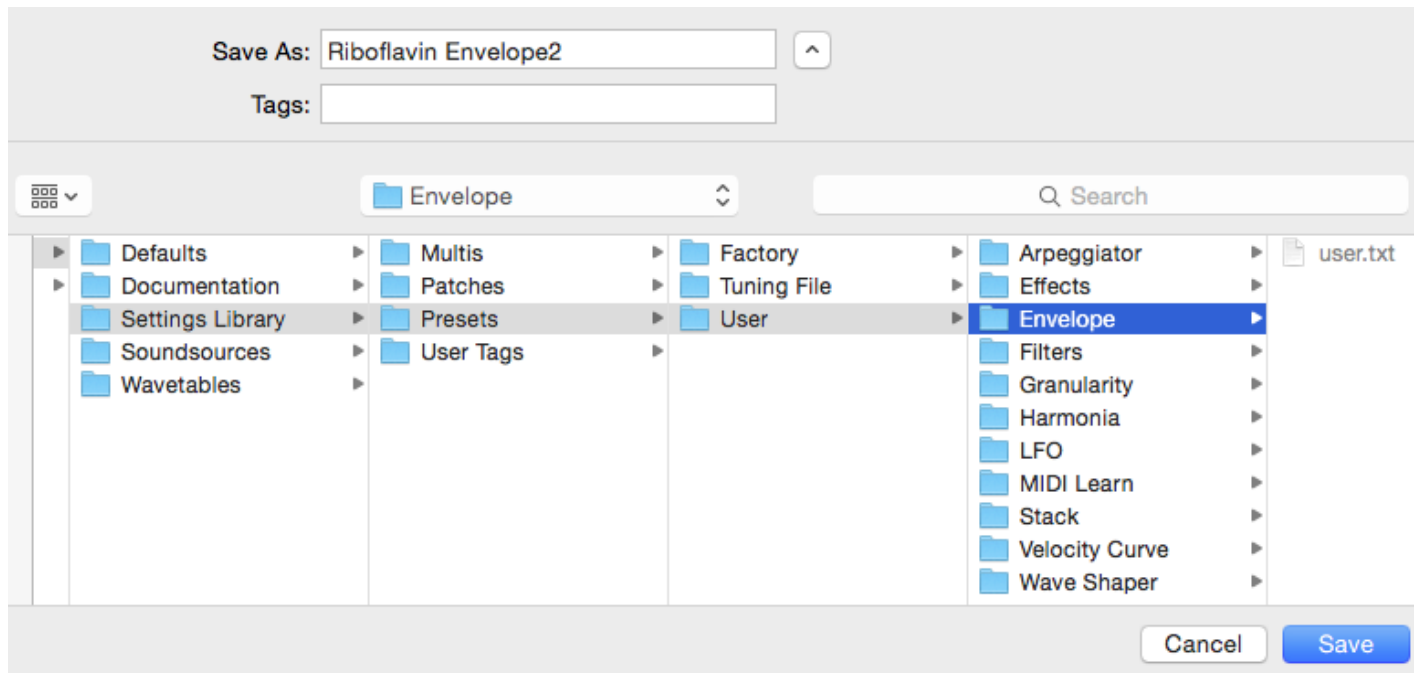 Save As: Riboflavin Envelope2
Tags:
Envelope
Search
Defaults Multis Factory Arpeggiator user.txt
Documentation Patches Tuning File Effects
Settings Library Presets User Envelope
Soundsources User Tags Filters
Wavetables Granularity
Harmonia
LFO
MIDI Learn
Stack
Velocity Curve
Wave Shaper
Cancel Save